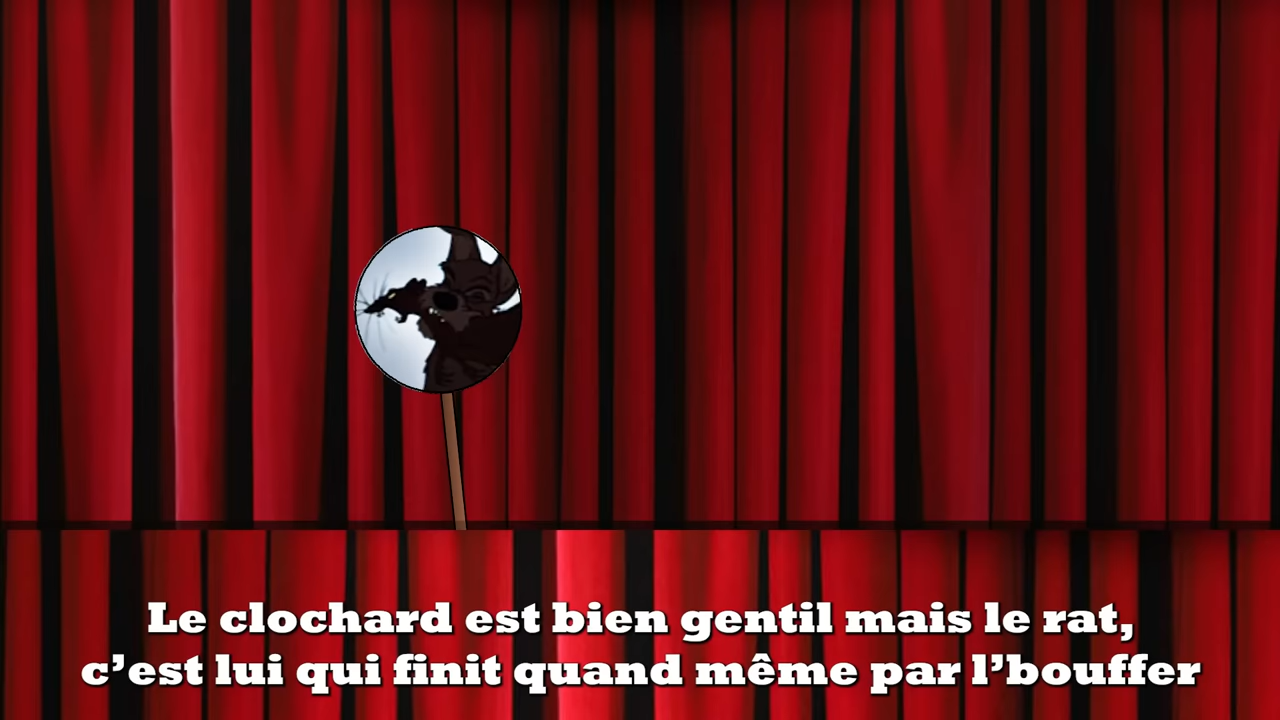 Le clochard est bien gentil mais le rat,
c’est lui qui finit quand même par l’bouffer